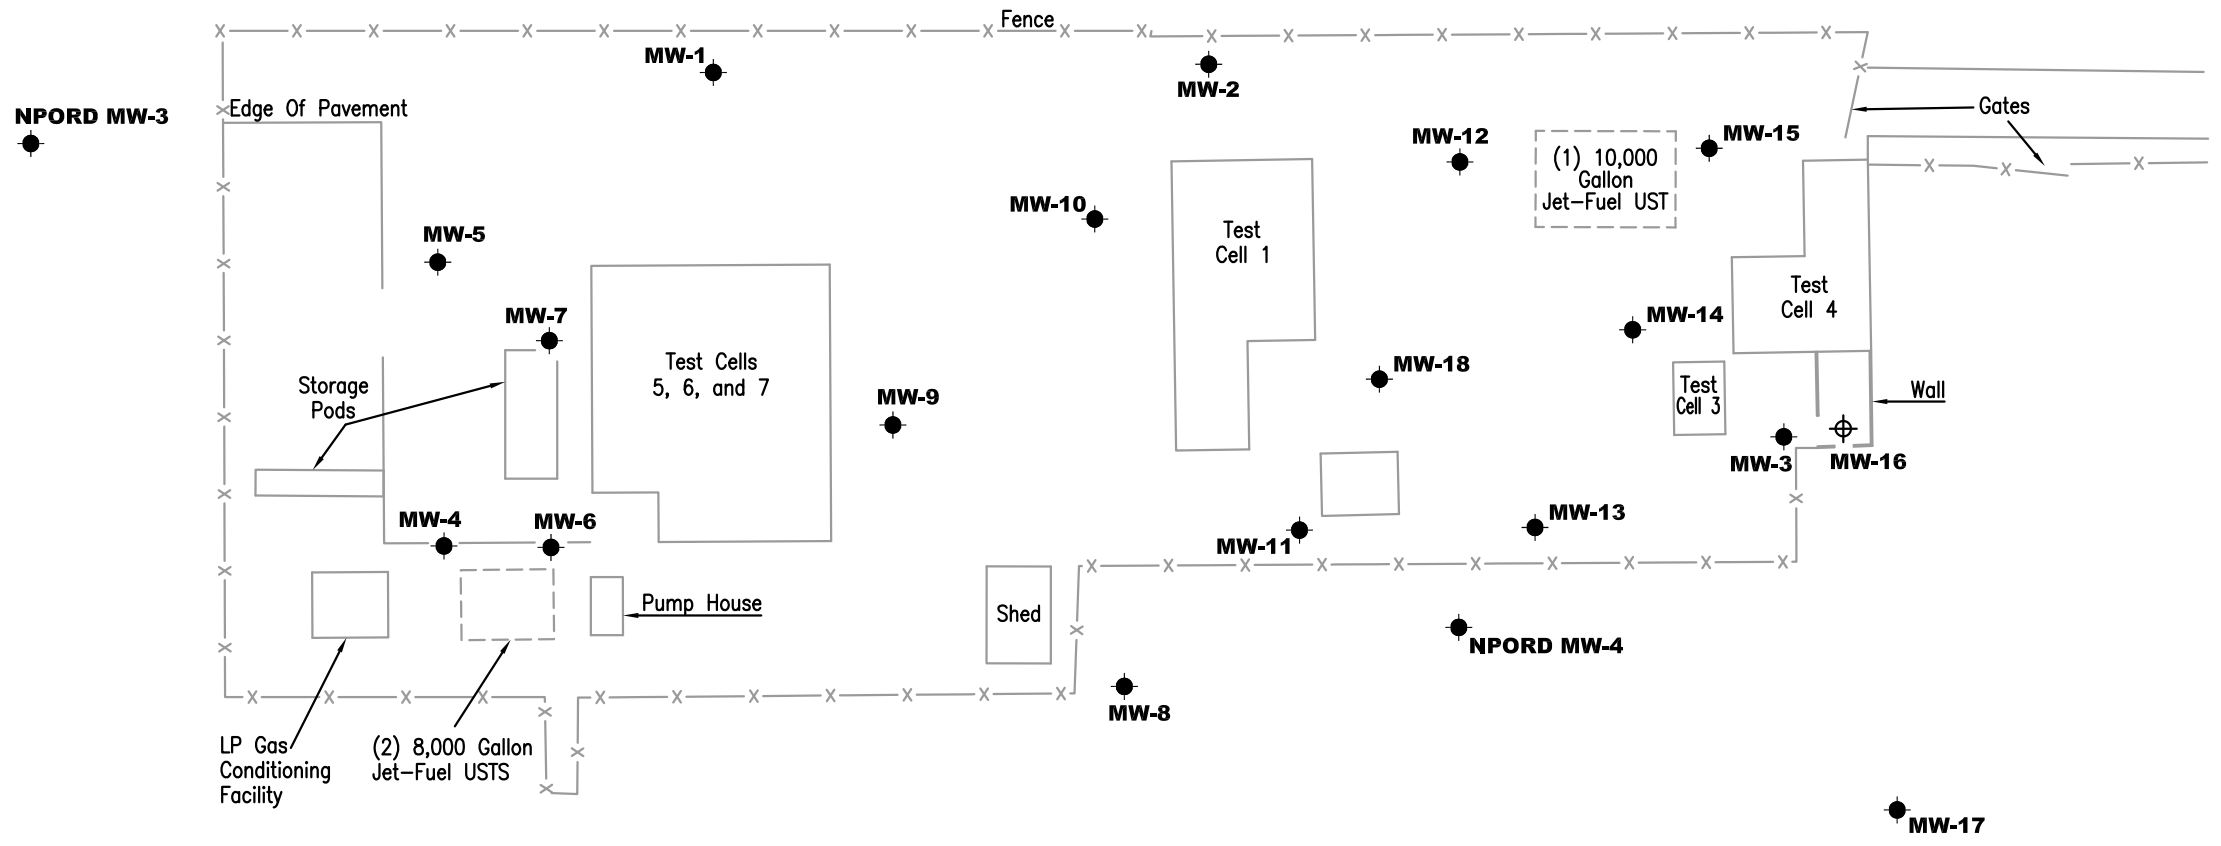 Fence
MW-1
MW-2
Edge Of Pavement
Gates
NPORD MW-3
MW-12
MW-15
(1) 10,000
Gallon
Jet-Fuel UST
MW-10
MW-5
Test
Cell 1
Test
Cell 4
MW-7
MW-14
Test Cells
5, 6, and 7
MW-18
Storage
Pods
Test
Cell 3
Wall
MW-9
MW-3
MW-16
MW-4
MW-6
MW-13
MW-11
Pump House
Shed
NPORD MW-4
MW-8
LP Gas
Conditioning
Facility
(2) 8,000 Gallon
Jet-Fuel USTS
MW-17